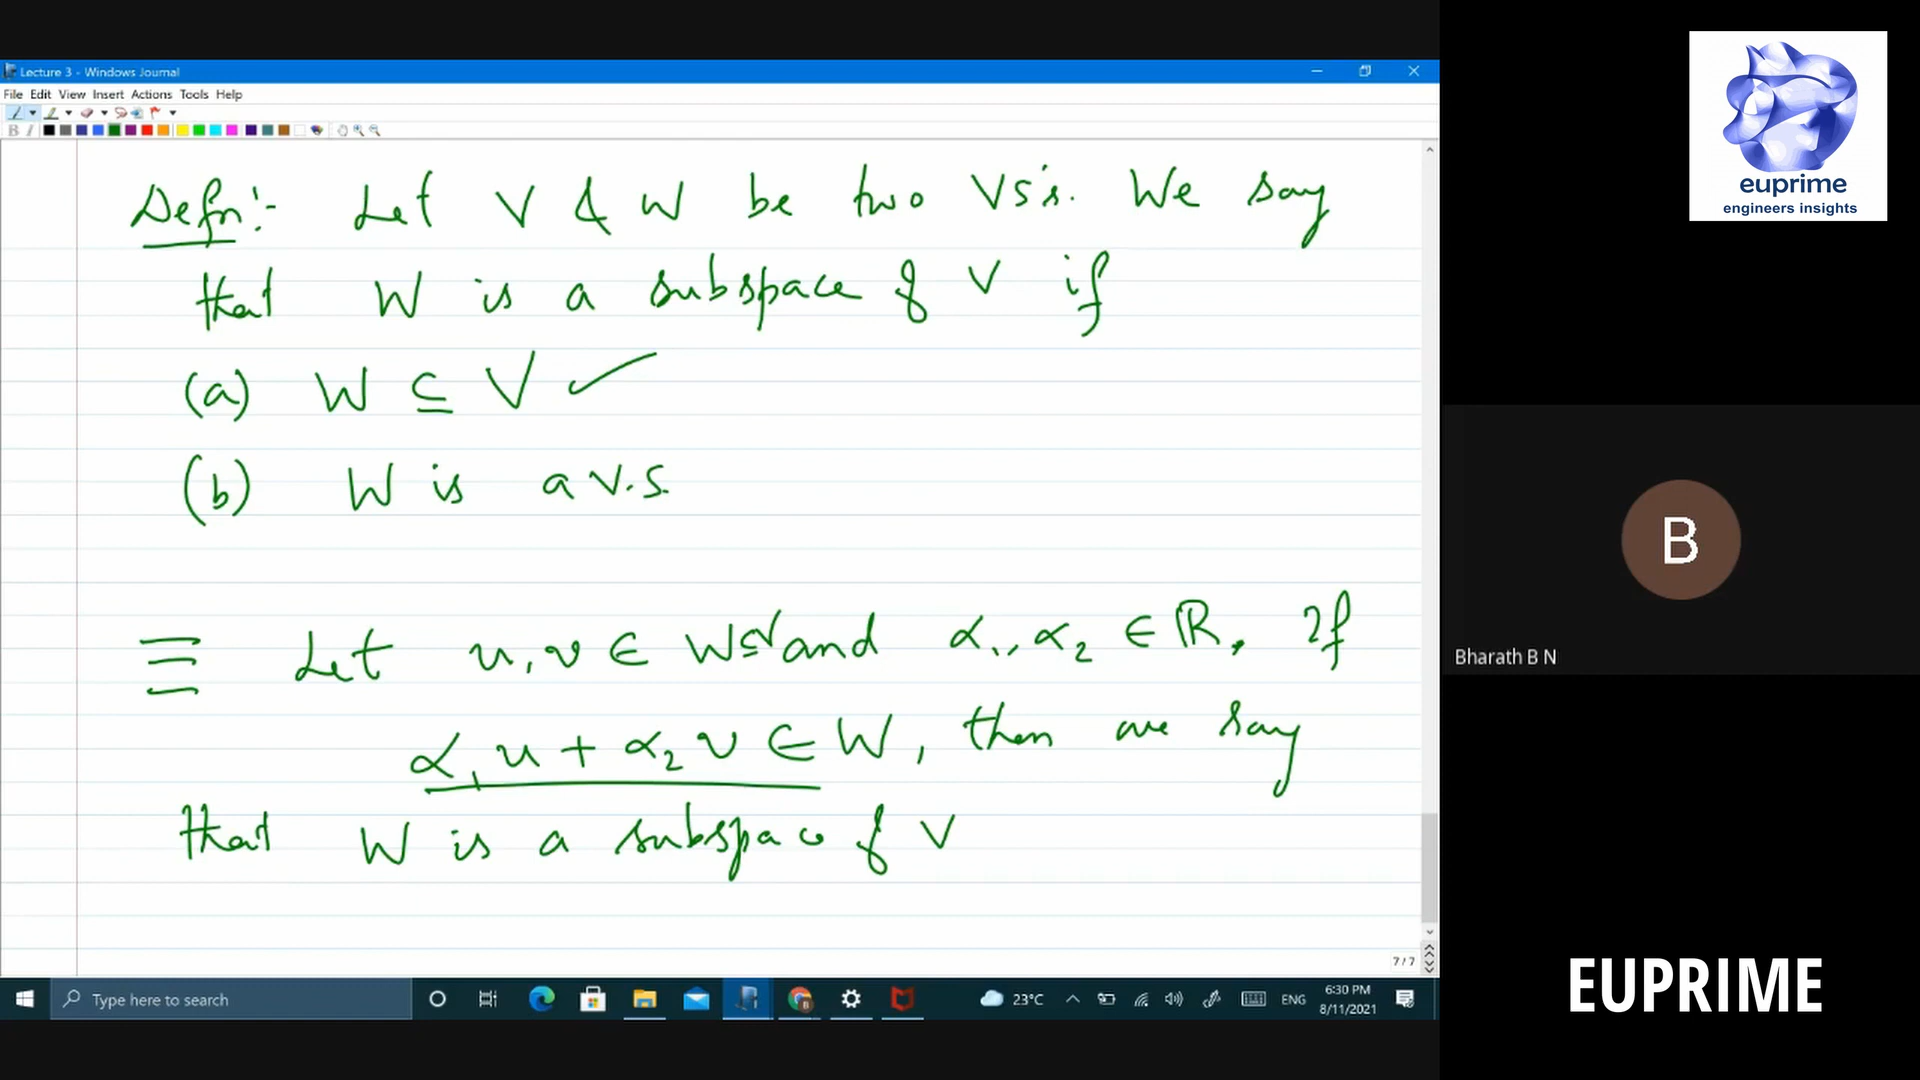 Lecture 3 - Windows Journal
File Edit View Insert Actions Tools Help
B I
Defn:- Let V & W be two VS's. We say
that W is a subspace of V if
(a) W ⊆ V ✓
(b) W is a v.s.
≡ Let u, v ∈ W ⊆ V and α₁, α₂ ∈ ℝ, If
α₁u + α₂v ∈ W, then we say
that W is a subspace of V
7 / 7
Type here to search
23°C
ENG
6:30 PM
8/11/2021
euprime
engineers insights
B
Bharath B N
EUPRIME